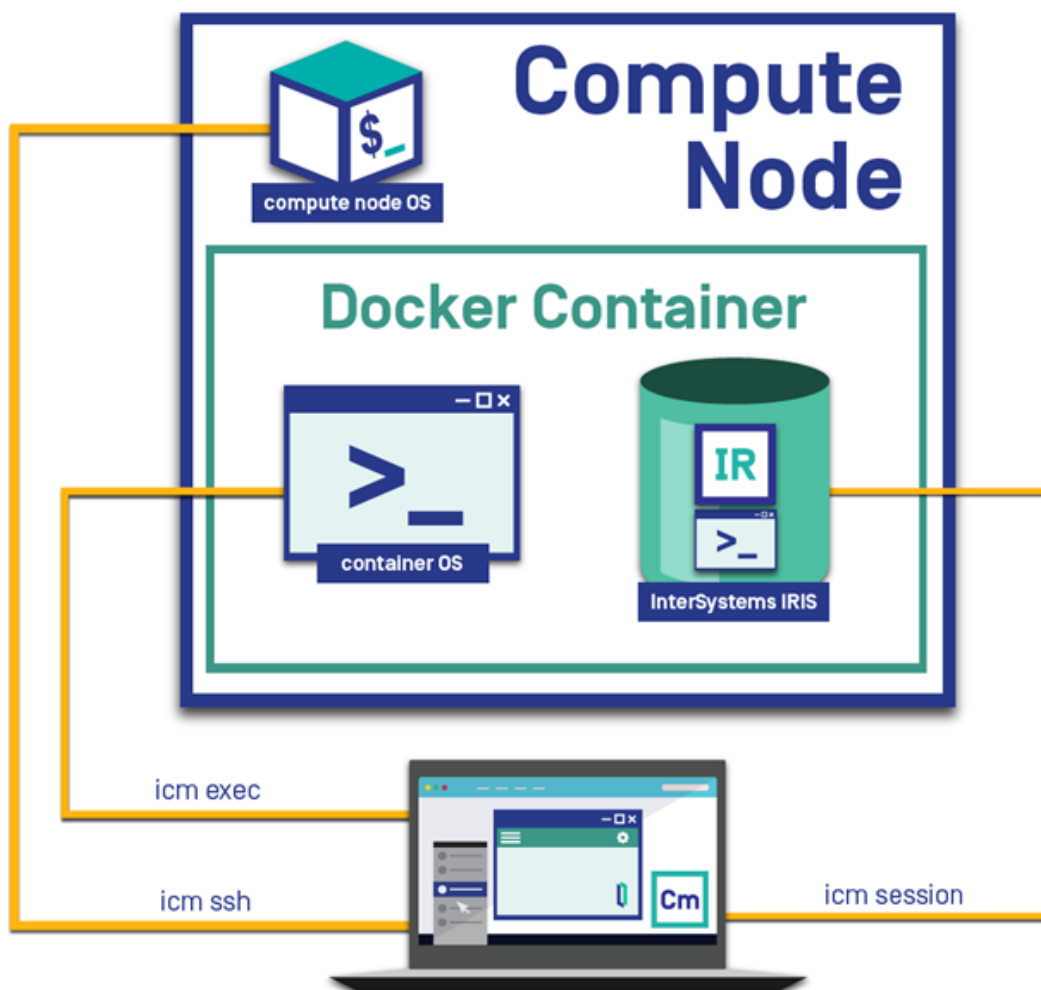 Compute
Node
$_
compute node OS
Docker Container
>_
container OS
IR
>_
InterSystems IRIS
icm exec
icm ssh
Cm
icm session